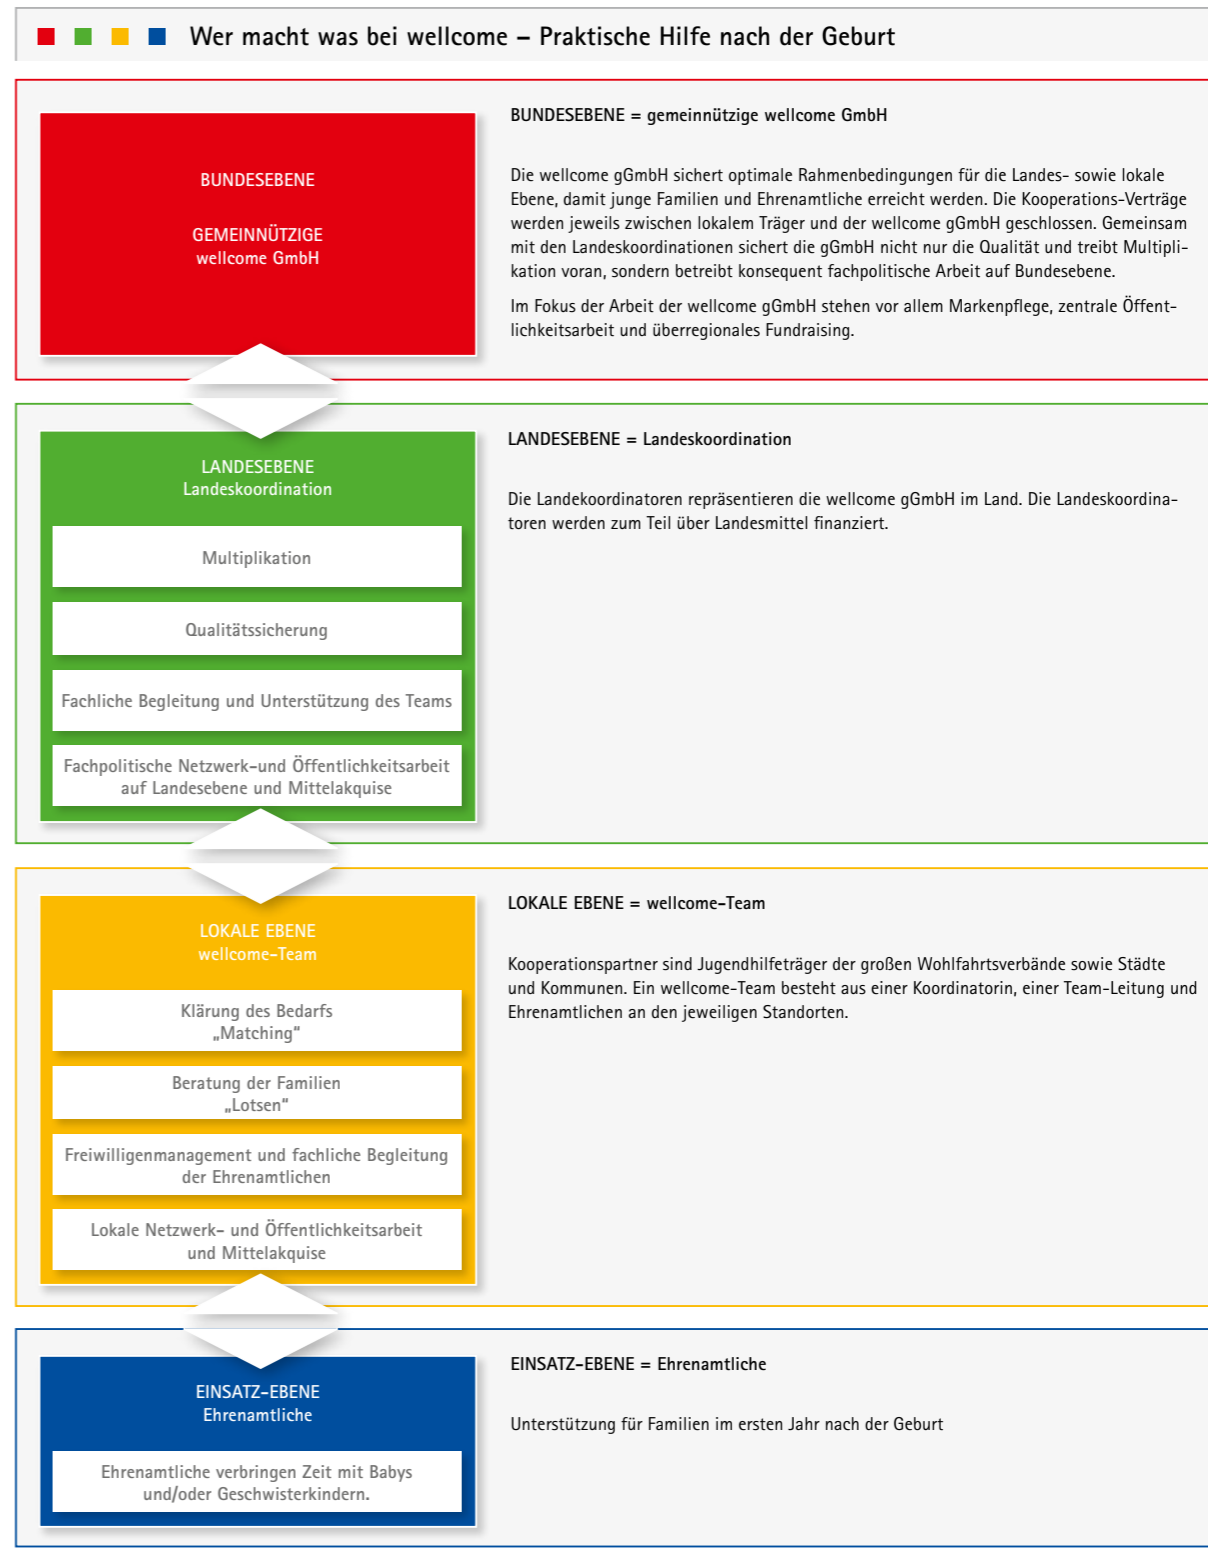 Wer macht was bei wellcome – Praktische Hilfe nach der Geburt
BUNDESEBENE
GEMEINNÜTZIGE
wellcome GmbH
BUNDESEBENE = gemeinnützige wellcome GmbH
Die wellcome gGmbH sichert optimale Rahmenbedingungen für die Landes- sowie lokale
Ebene, damit junge Familien und Ehrenamtliche erreicht werden. Die Kooperations-Verträge
werden jeweils zwischen lokalem Träger und der wellcome gGmbH geschlossen. Gemeinsam
mit den Landeskoordinationen sichert die gGmbH nicht nur die Qualität und treibt Multipli-
kation voran, sondern betreibt konsequent fachpolitische Arbeit auf Bundesebene.
Im Fokus der Arbeit der wellcome gGmbH stehen vor allem Markenpflege, zentrale Öffent-
lichkeitsarbeit und überregionales Fundraising.
LANDESEBENE
Landeskoordination
Multiplikation
Qualitätssicherung
Fachliche Begleitung und Unterstützung des Teams
Fachpolitische Netzwerk-und Öffentlichkeitsarbeit
auf Landesebene und Mittelakquise
LANDESEBENE = Landeskoordination
Die Landekoordinatoren repräsentieren die wellcome gGmbH im Land. Die Landeskoordina-
toren werden zum Teil über Landesmittel finanziert.
LOKALE EBENE
wellcome-Team
Klärung des Bedarfs
„Matching“
Beratung der Familien
„Lotsen“
Freiwilligenmanagement und fachliche Begleitung
der Ehrenamtlichen
Lokale Netzwerk- und Öffentlichkeitsarbeit
und Mittelakquise
LOKALE EBENE = wellcome-Team
Kooperationspartner sind Jugendhilfeträger der großen Wohlfahrtsverbände sowie Städte
und Kommunen. Ein wellcome-Team besteht aus einer Koordinatorin, einer Team-Leitung und
Ehrenamtlichen an den jeweiligen Standorten.
EINSATZ-EBENE
Ehrenamtliche
Ehrenamtliche verbringen Zeit mit Babys
und/oder Geschwisterkindern.
EINSATZ-EBENE = Ehrenamtliche
Unterstützung für Familien im ersten Jahr nach der Geburt